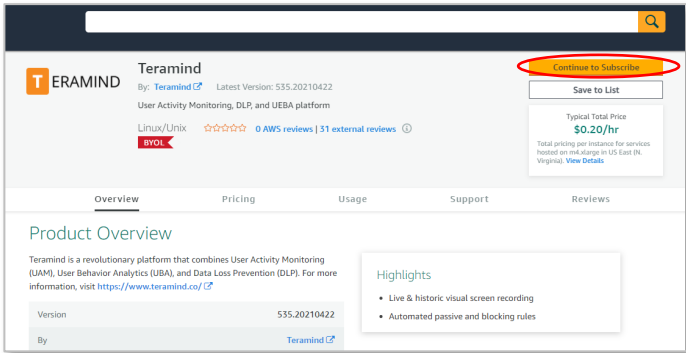 Teramind
TERAMIND
By: Teramind Latest Version: 535.20210422
User Activity Monitoring, DLP, and UEBA platform
Linux/Unix 0 AWS reviews | 31 external reviews
BYOL
Continue to Subscribe
Save to List
Typical Total Price
$0.20/hr
Total pricing per instance for services
hosted on m4.xlarge in US East (N.
Virginia). View Details
Overview Pricing Usage Support Reviews
Product Overview
Teramind is a revolutionary platform that combines User Activity Monitoring
(UAM), User Behavior Analytics (UBA), and Data Loss Prevention (DLP). For more
information, visit https://www.teramind.co/
Version 535.20210422
By Teramind
Highlights
• Live & historic visual screen recording
• Automated passive and blocking rules